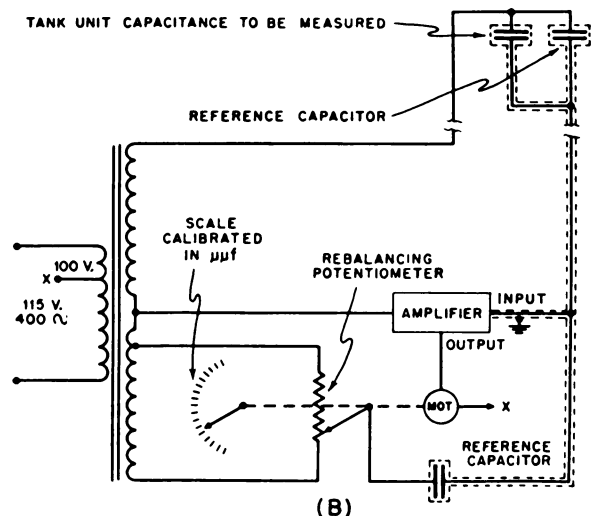 TANK UNIT CAPACITANCE TO BE MEASURED
REFERENCE CAPACITOR
SCALE
CALIBRATED
IN μμf
REBALANCING
POTENTIOMETER
100 V.
X
115 V.
400 ~
AMPLIFIER
INPUT
OUTPUT
MOT
X
REFERENCE
CAPACITOR
(B)